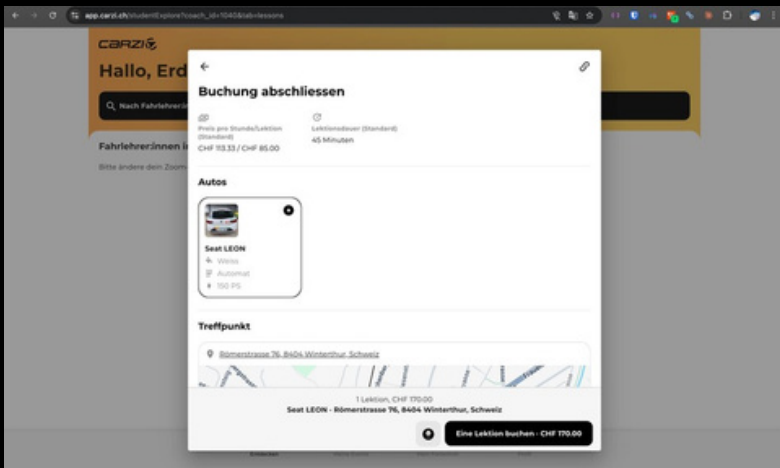 app.carzi.ch/studentExplore?coach_id=1040&tab=lessons
CARZI
Hallo, Erd
Nach Fahrlehrer:in
Fahrlehrer:innen i
Bitte ändere dein Zoom
Buchung abschliessen
Preis pro Stunde/Lektion
(Standard)
CHF 113.33 / CHF 85.00
Lektionsdauer (Standard)
45 Minuten
Autos
Seat LEON
Weiss
Automat
150 PS
Treffpunkt
Römerstrasse 76, 8404 Winterthur, Schweiz
1 Lektion, CHF 170.00
Seat LEON - Römerstrasse 76, 8404 Winterthur, Schweiz
Eine Lektion buchen - CHF 170.00
Entdecken